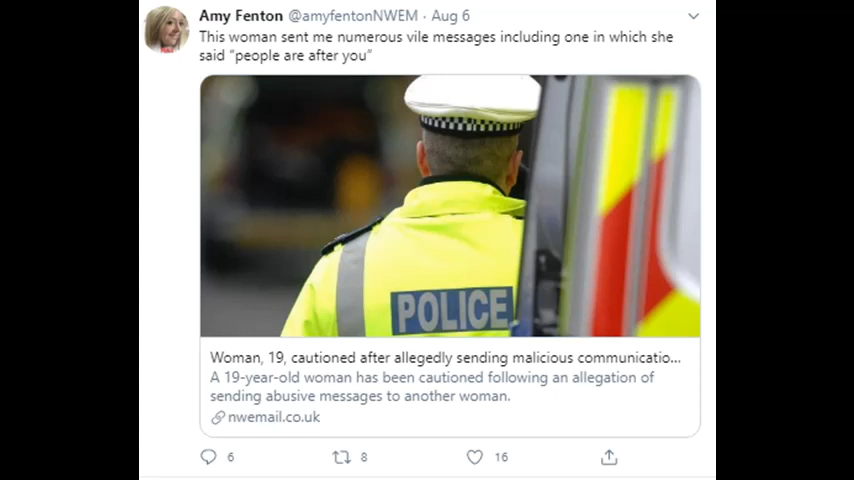 Amy Fenton @amyfentonNWEM · Aug 6
This woman sent me numerous vile messages including one in which she
said "people are after you"
POLICE
Woman, 19, cautioned after allegedly sending malicious communicatio...
A 19-year-old woman has been cautioned following an allegation of
sending abusive messages to another woman.
nwemail.co.uk
6 8 16